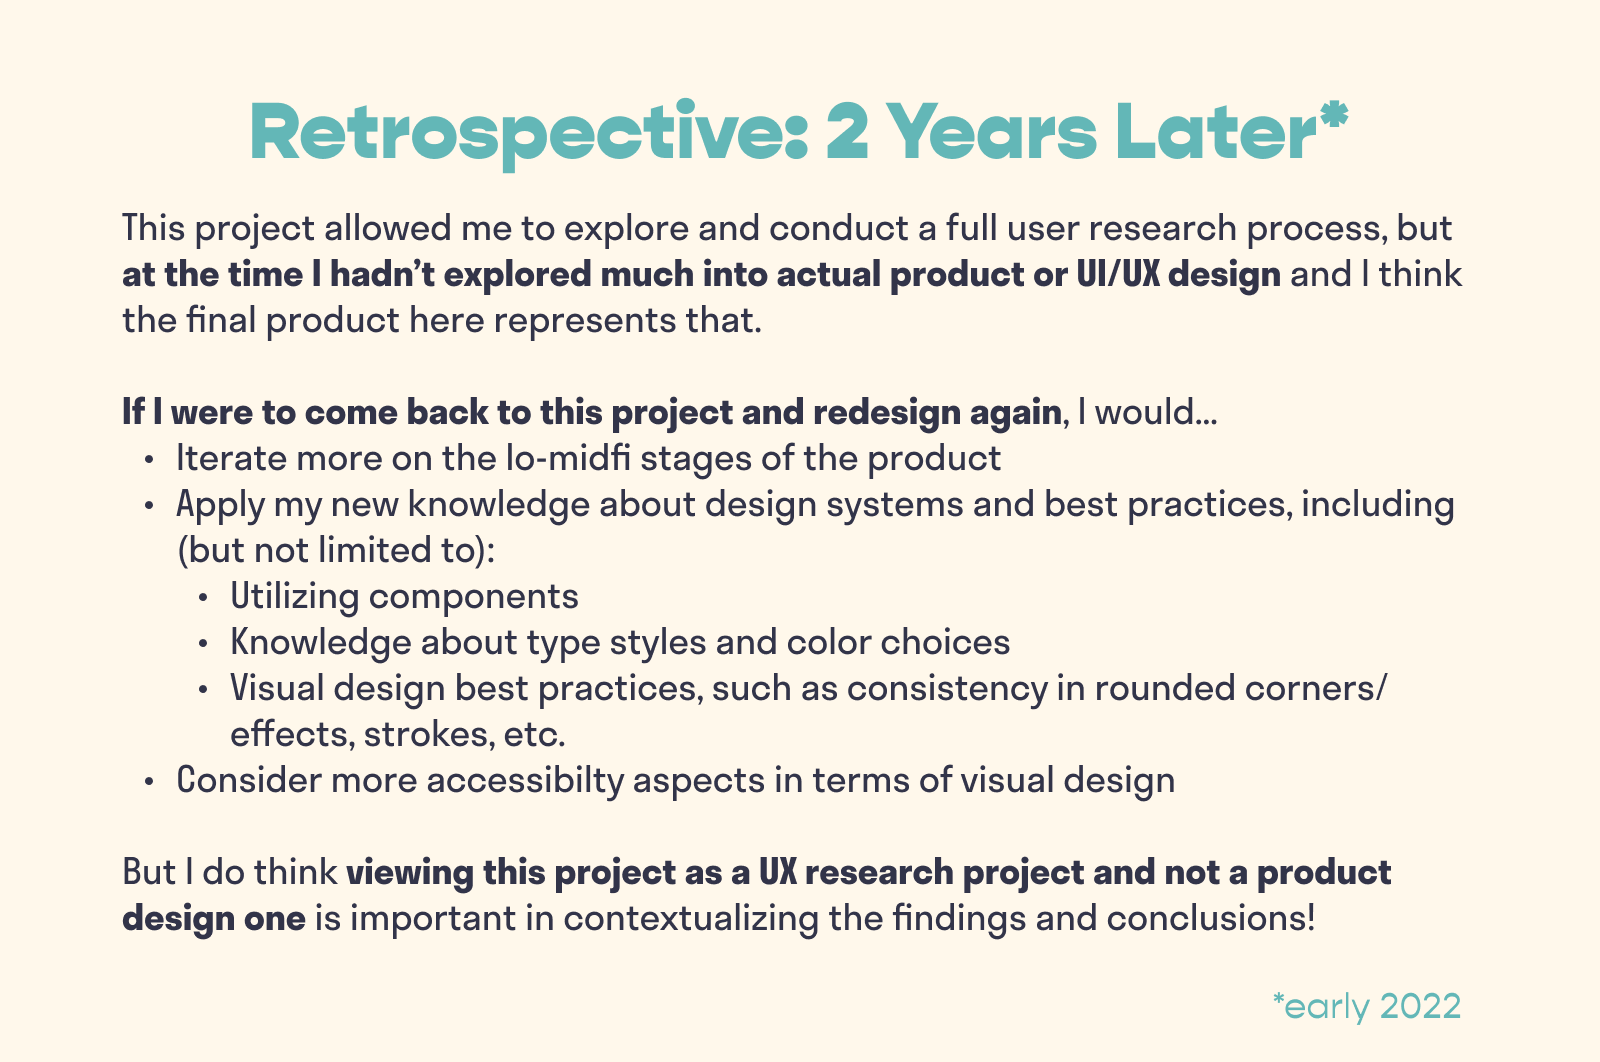 Retrospective: 2 Years Later*
This project allowed me to explore and conduct a full user research process, but
at the time I hadn’t explored much into actual product or UI/UX design and I think
the final product here represents that.
If I were to come back to this project and redesign again, I would...
• Iterate more on the lo-midfi stages of the product
• Apply my new knowledge about design systems and best practices, including
(but not limited to):
• Utilizing components
• Knowledge about type styles and color choices
• Visual design best practices, such as consistency in rounded corners/
effects, strokes, etc.
• Consider more accessibilty aspects in terms of visual design
But I do think viewing this project as a UX research project and not a product
design one is important in contextualizing the findings and conclusions!
*early 2022